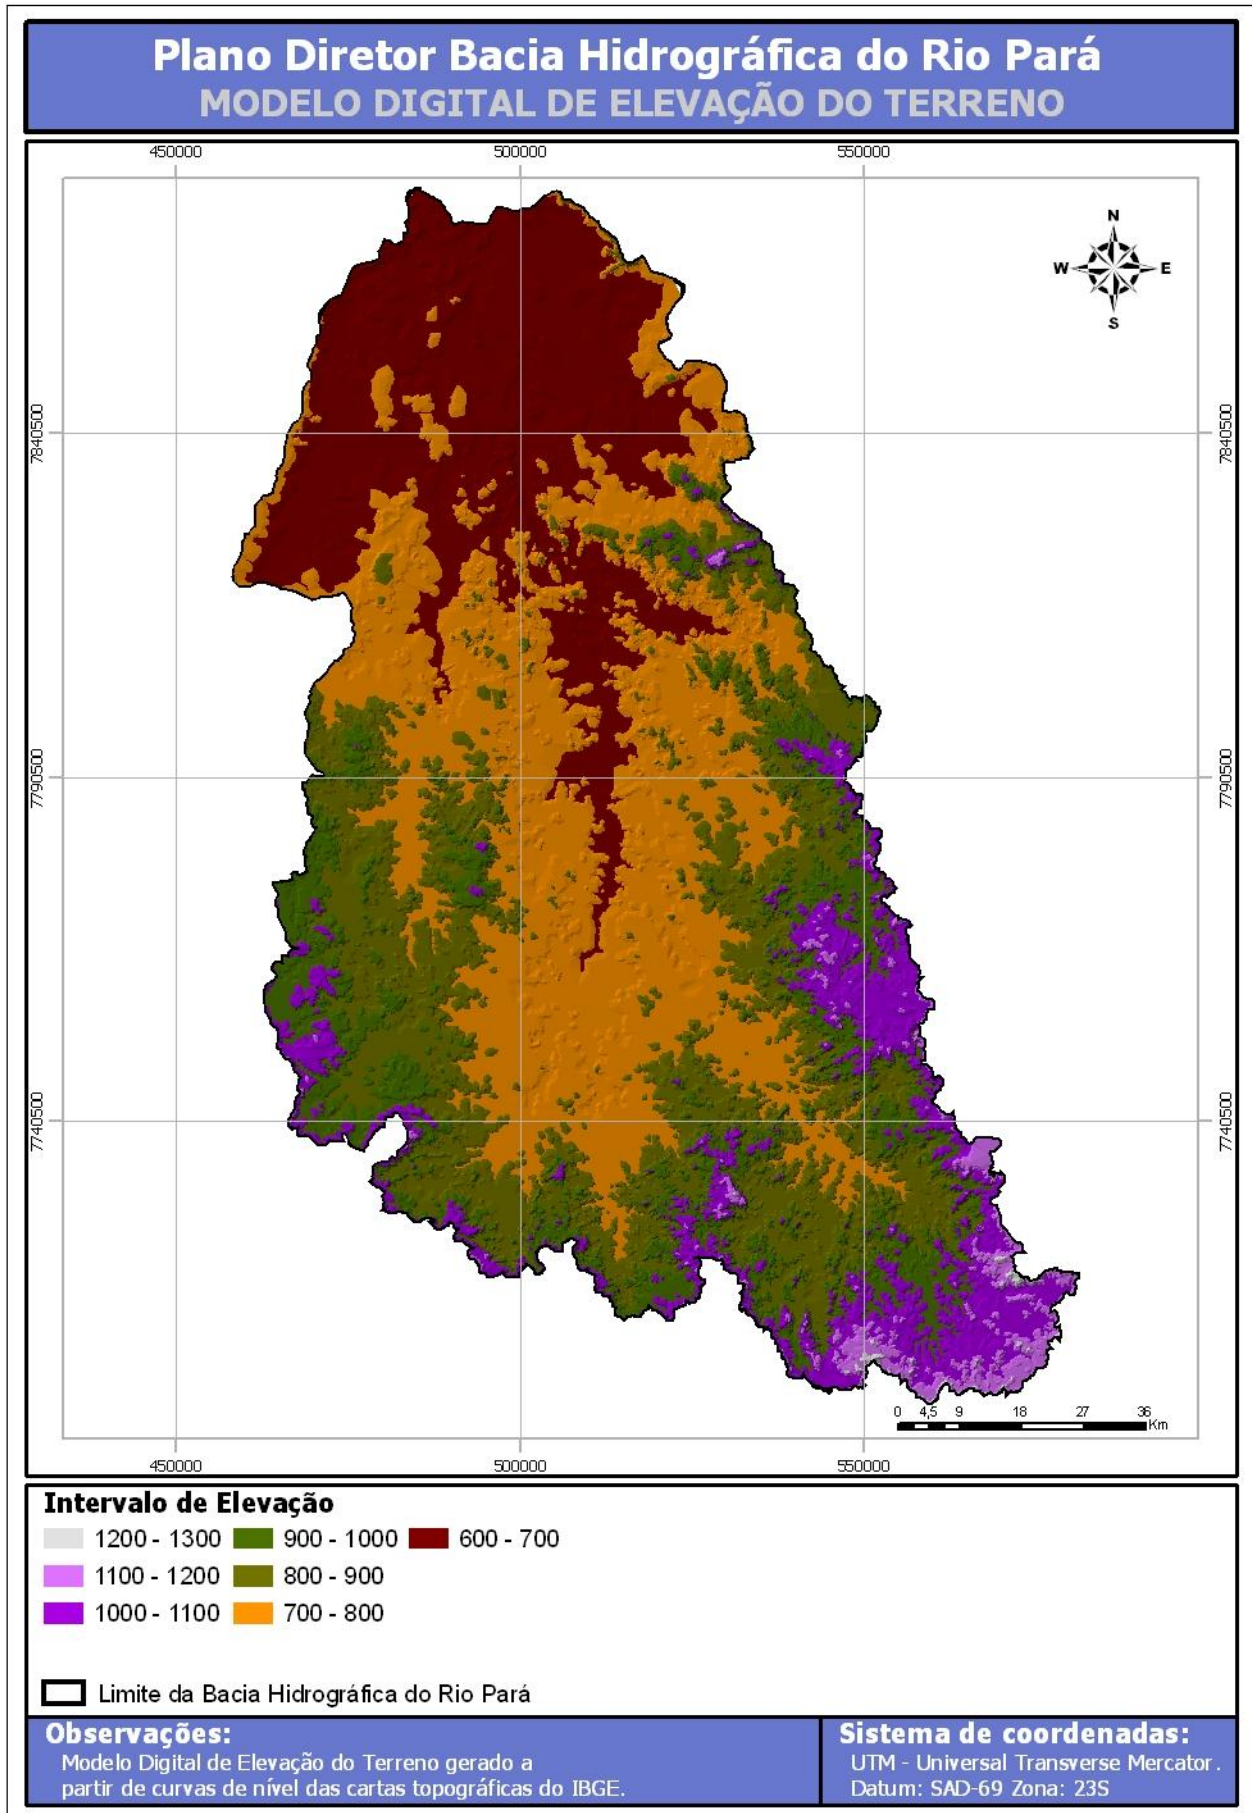 Plano Diretor Bacia Hidrográfica do Rio Pará
MODELO DIGITAL DE ELEVAÇÃO DO TERRENO
450000 500000 550000
N
W E
S
7840500 7840500
7790500 7790500
7740500 7740500
0 4,5 9 18 27 36
Km
450000 500000 550000
Intervalo de Elevação
1200 - 1300 900 - 1000 600 - 700
1100 - 1200 800 - 900
1000 - 1100 700 - 800
Limite da Bacia Hidrográfica do Rio Pará
Observações:
Modelo Digital de Elevação do Terreno gerado a
partir de curvas de nível das cartas topográficas do IBGE.
Sistema de coordenadas:
UTM - Universal Transverse Mercator.
Datum: SAD-69 Zona: 23S